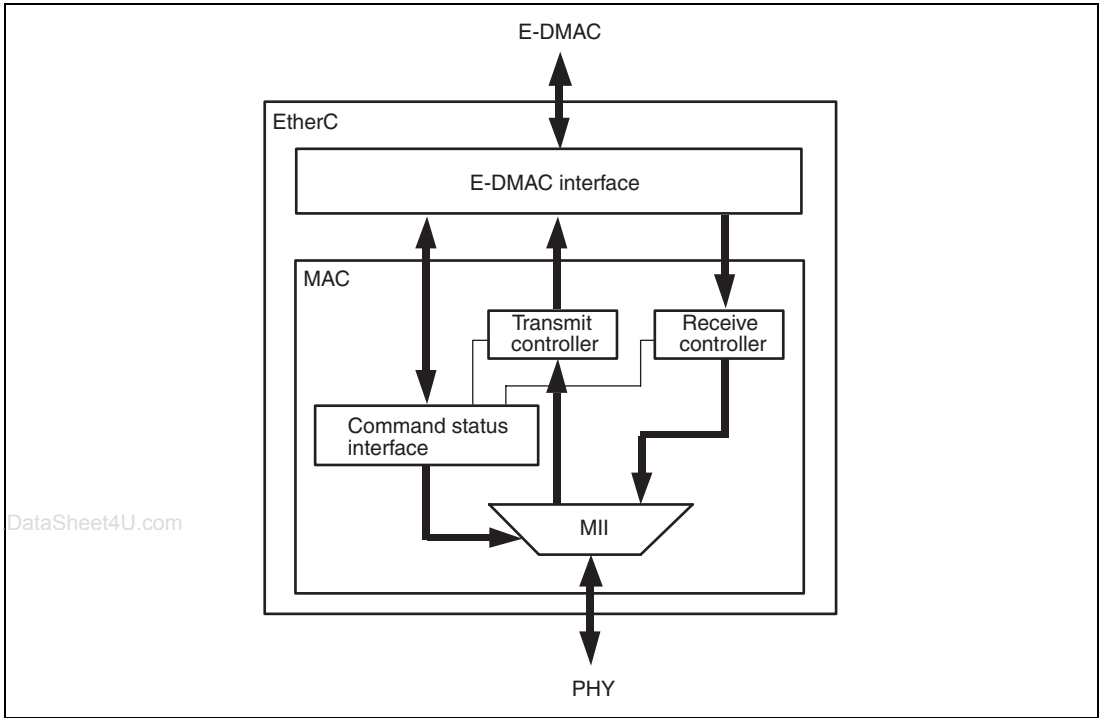 E-DMAC
EtherC
E-DMAC interface
MAC
Transmit
controller
Receive
controller
Command status
interface
DataSheet4U.com
MII
PHY